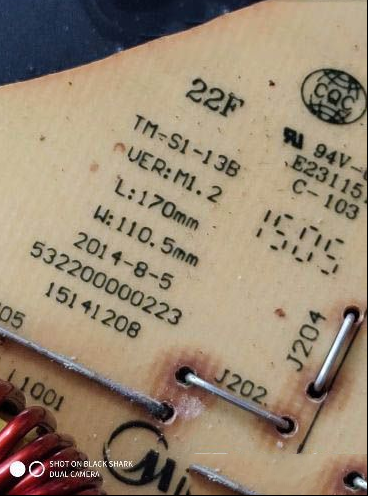 22F
CQC
TM-S1-13B
VER:M1.2
L:170mm
W:110.5mm
2014-8-5
532200000223
15141208
94V-
E23115
C-103
1505
J204
J202
L1001
SHOT ON BLACK SHARK
DUAL CAMERA